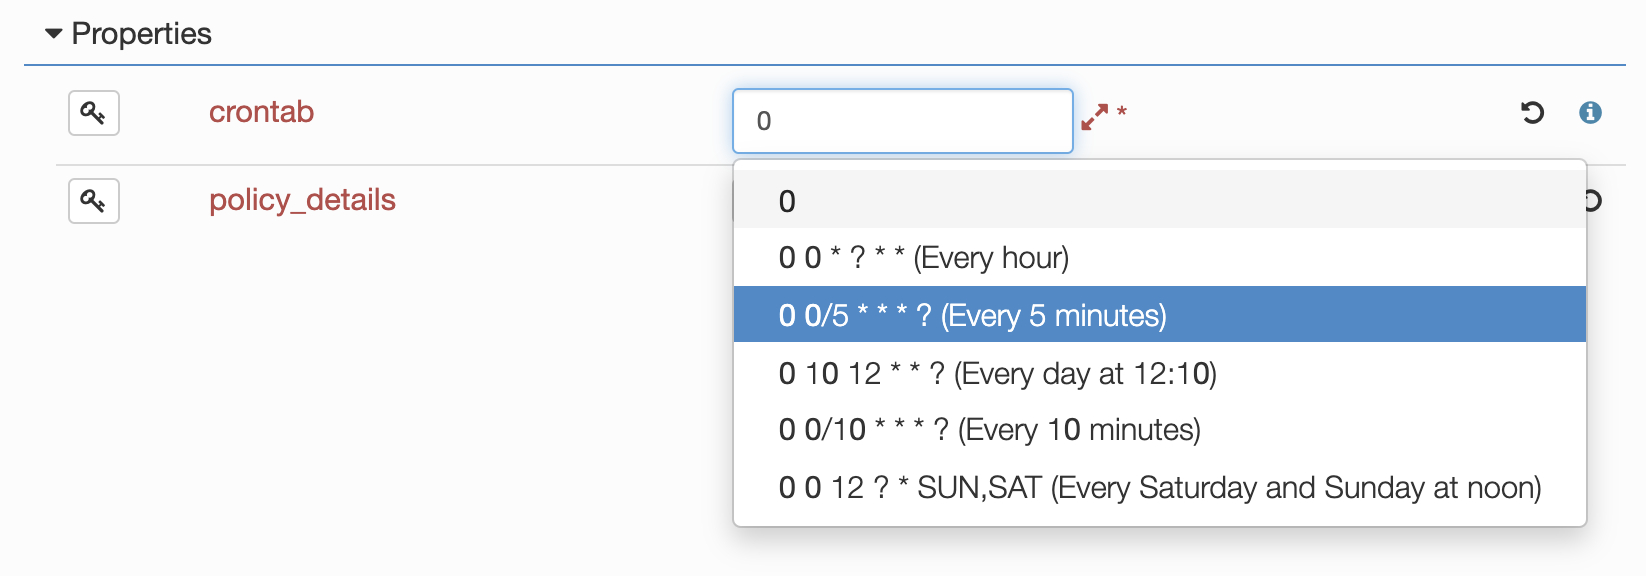 Properties
crontab
0
*
policy_details
0
0 0 * ? * * (Every hour)
0 0/5 * * * ? (Every 5 minutes)
0 10 12 * * ? (Every day at 12:10)
0 0/10 * * * ? (Every 10 minutes)
0 0 12 ? * SUN,SAT (Every Saturday and Sunday at noon)